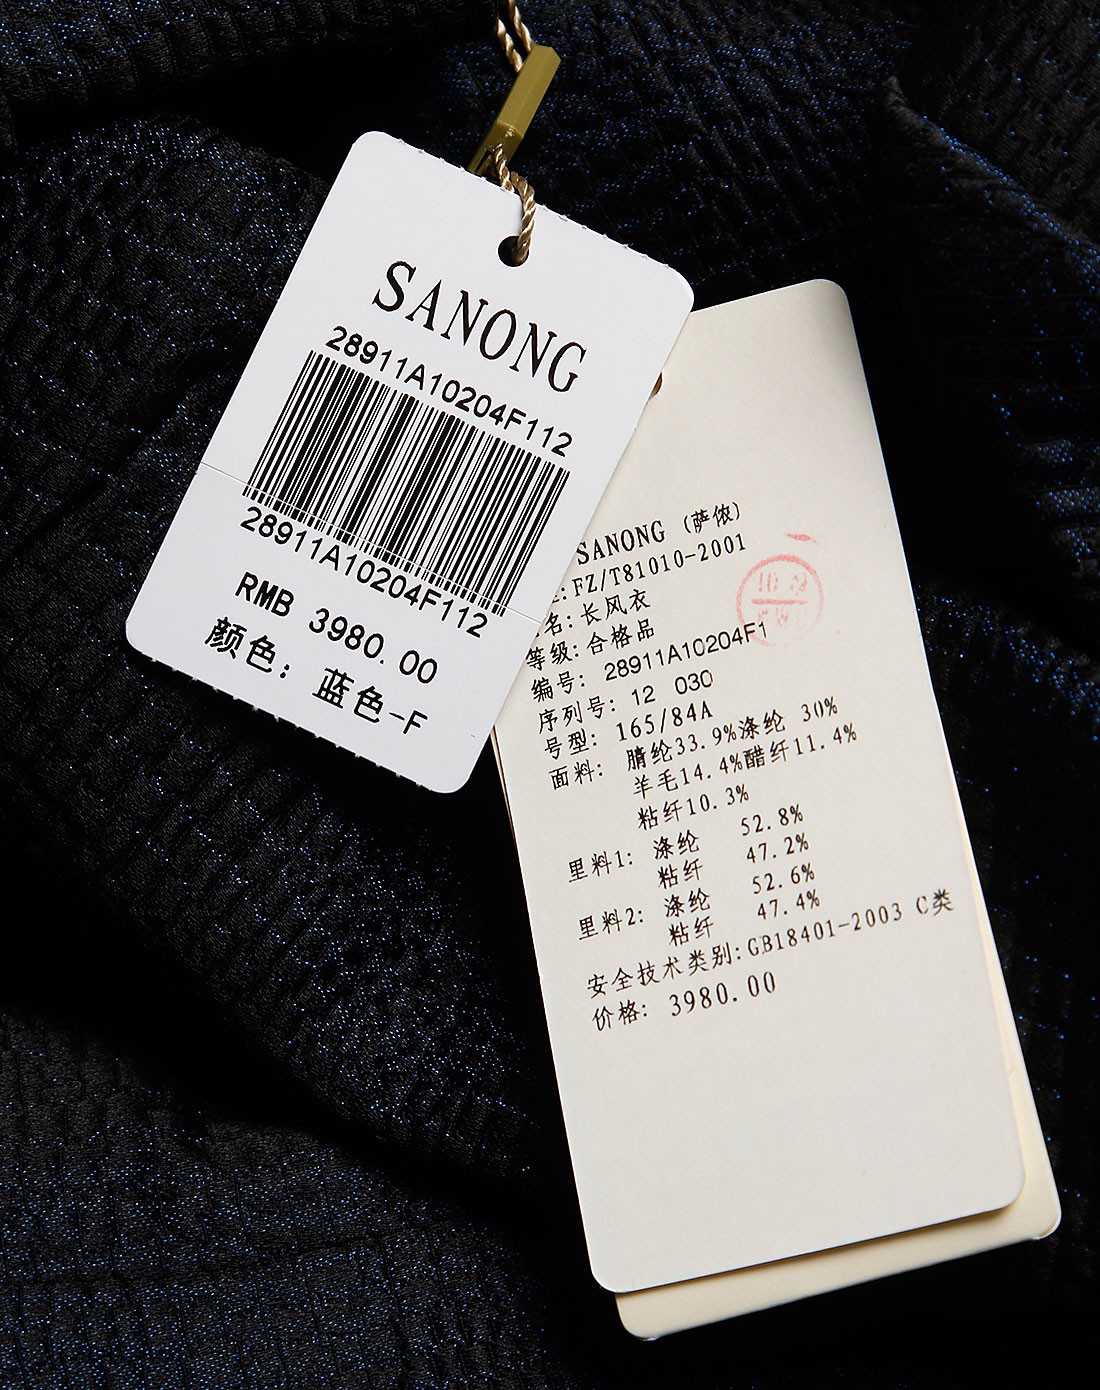 SANONG
28911A10204F112
28911A10204F112
RMB 3980.00
颜色: 蓝色-F
SANONG (萨侬)
: FZ/T81010-2001
名: 长风衣
等级: 合格品
编号: 28911A10204F1
序列号: 12 030
号型: 165/84A
面料: 腈纶33.9%涤纶 30%
羊毛14.4%醋纤11.4%
粘纤10.3%
里料1: 涤纶 52.8%
粘纤 47.2%
里料2: 涤纶 52.6%
粘纤 47.4%
安全技术类别: GB18401-2003 C类
价格: 3980.00